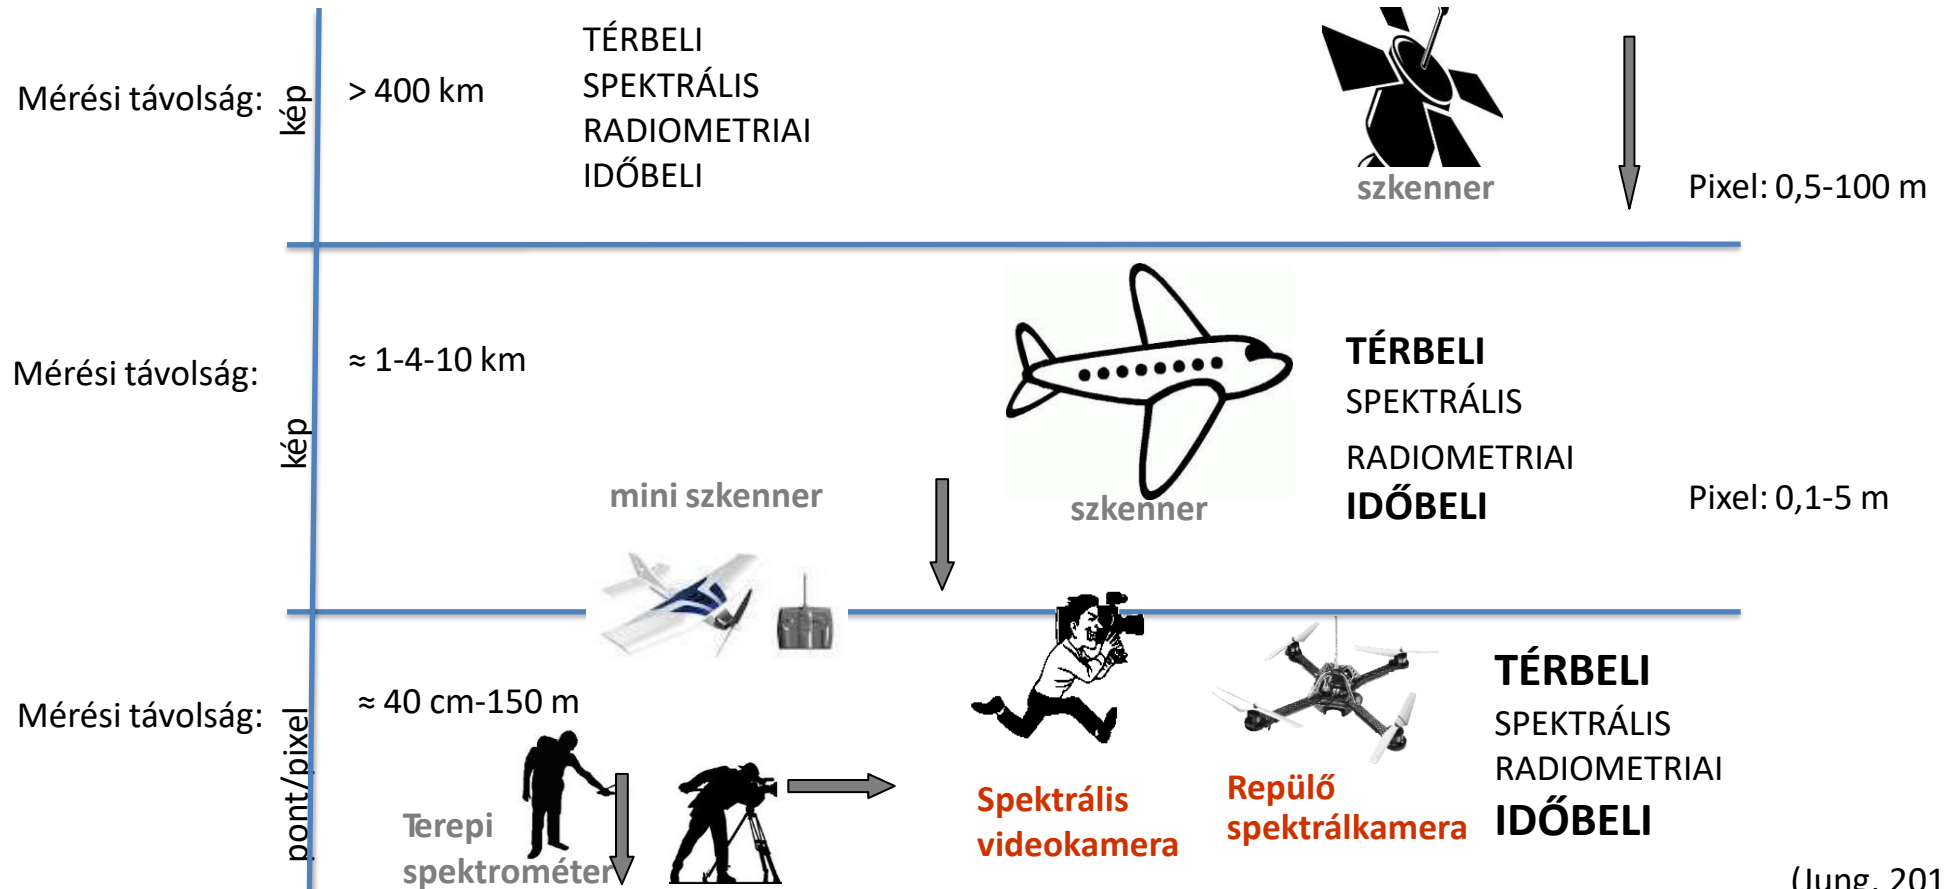 Mérési távolság:
kép
> 400 km
TÉRBELI
SPEKTRÁLIS
RADIOMETRIAI
IDŐBELI
szkenner
Pixel: 0,5-100 m
Mérési távolság:
kép
≈ 1-4-10 km
mini szkenner
szkenner
TÉRBELI
SPEKTRÁLIS
RADIOMETRIAI
IDŐBELI
Pixel: 0,1-5 m
Mérési távolság:
pont/pixel
≈ 40 cm-150 m
Terepi
spektrométer
Spektrális
videokamera
Repülő
spektrálkamera
TÉRBELI
SPEKTRÁLIS
RADIOMETRIAI
IDŐBELI
(Jung, 201